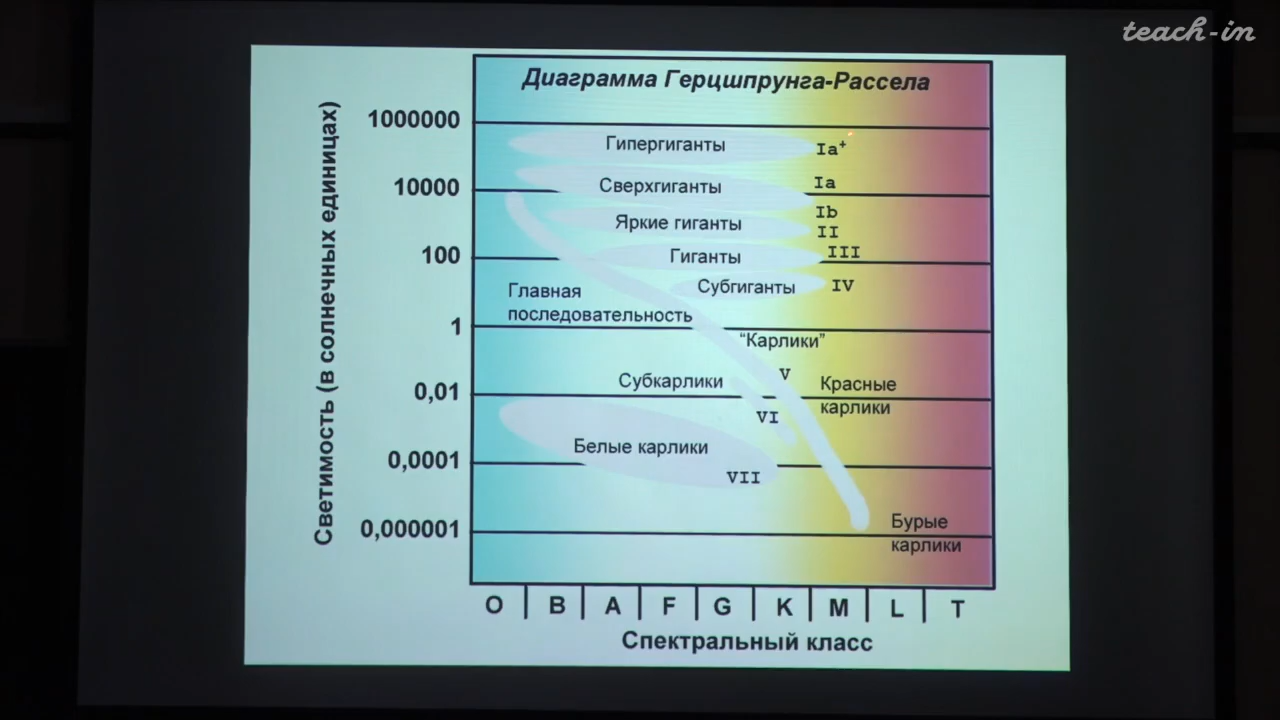 teach-in
Диаграмма Герцшпрунга-Рассела
Светимость (в солнечных единицах)
1000000
Гипергиганты
Ia+
10000
Сверхгиганты
Ia
Яркие гиганты
Ib
II
100
Гиганты
III
Субгиганты
IV
Главная
последовательность
1
"Карлики"
V
0,01
Субкарлики
Красные
карлики
VI
0,0001
Белые карлики
VII
0,000001
Бурые
карлики
O B A F G K M L T
Спектральный класс